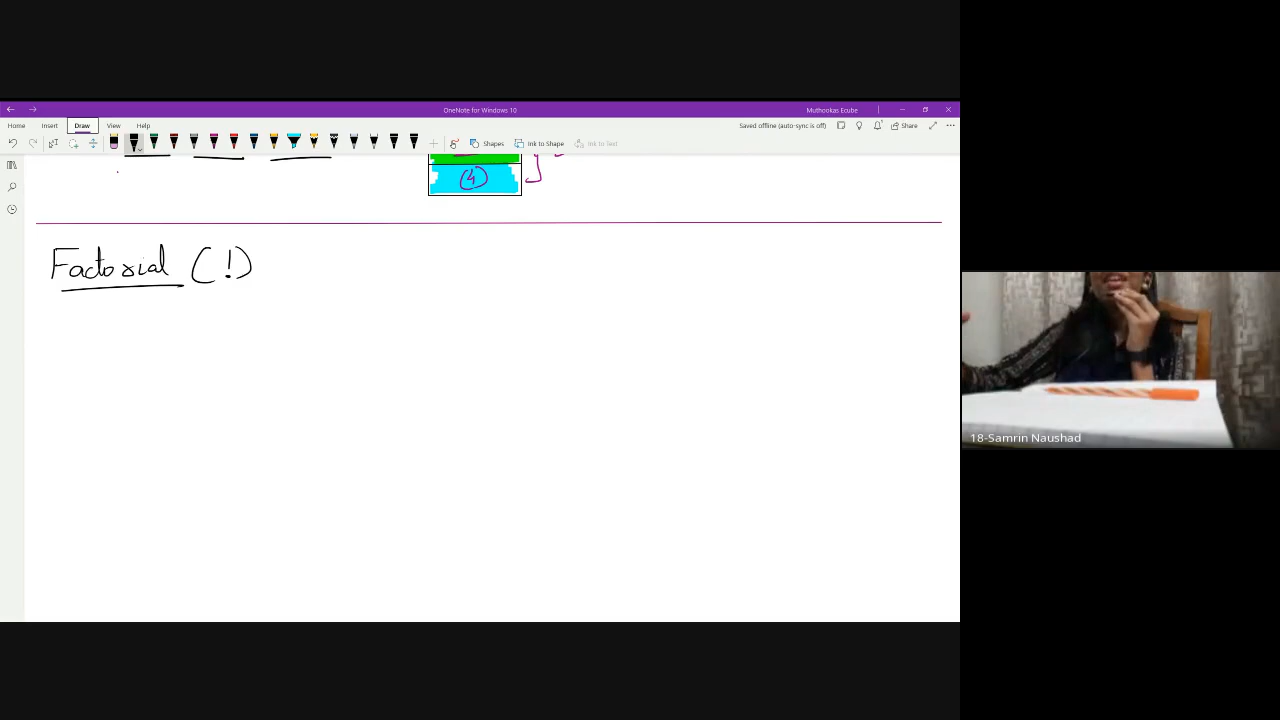 OneNote for Windows 10
Muthookas Ecube
Home Insert Draw View Help
Saved offline (auto-sync is off) Share
Shapes Ink to Shape Ink to Text
(4)
Factorial (!)
18-Samrin Naushad